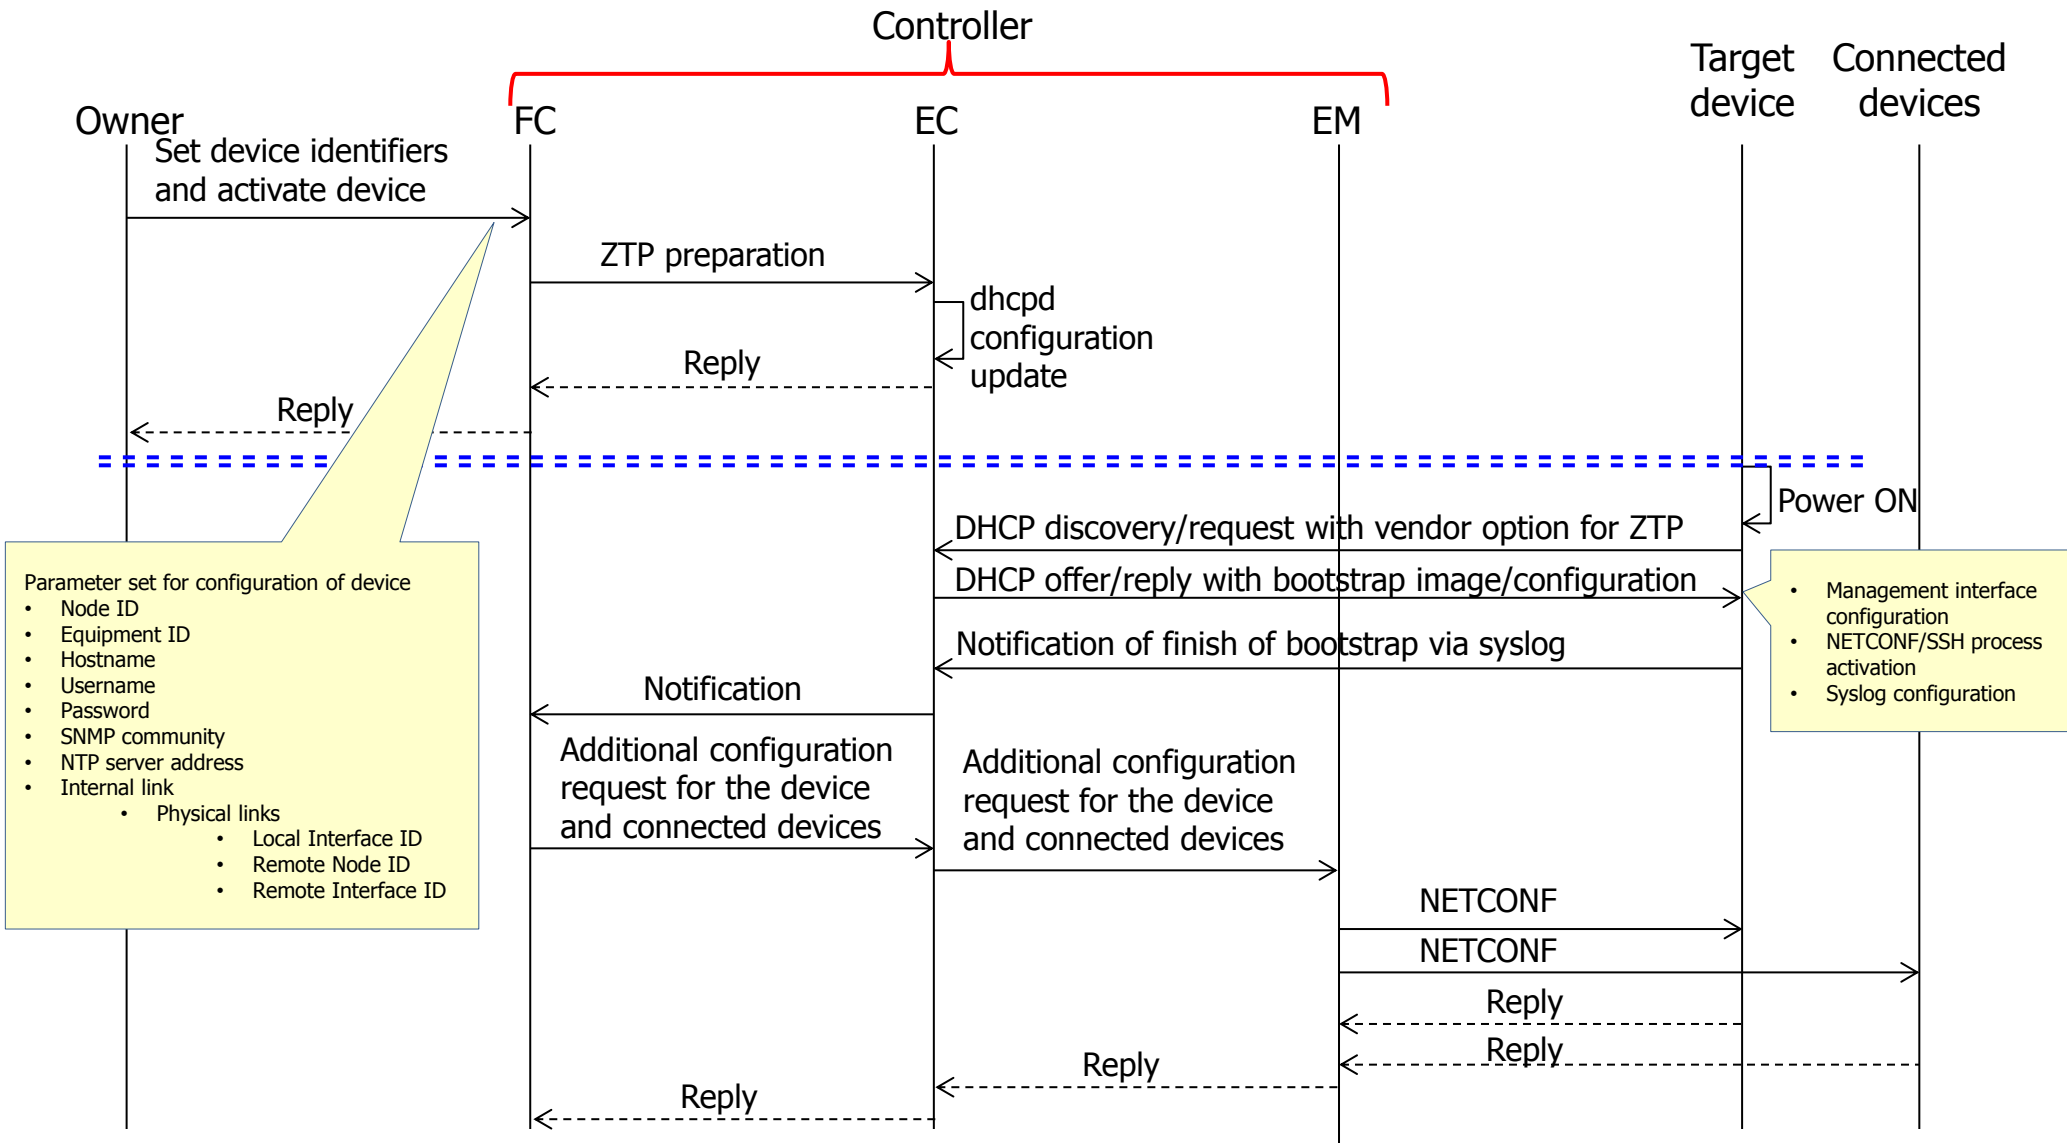 Controller
Target
device
Connected
devices
Owner
FC
EC
EM
Set device identifiers
and activate device
ZTP preparation
dhcpd
configuration
update
Reply
Reply
Power ON
DHCP discovery/request with vendor option for ZTP
DHCP offer/reply with bootstrap image/configuration
• Management interface
configuration
• NETCONF/SSH process
activation
• Syslog configuration
Parameter set for configuration of device
• Node ID
• Equipment ID
• Hostname
• Username
• Password
• SNMP community
• NTP server address
• Internal link
• Physical links
• Local Interface ID
• Remote Node ID
• Remote Interface ID
Notification of finish of bootstrap via syslog
Notification
Additional configuration
request for the device
and connected devices
Additional configuration
request for the device
and connected devices
NETCONF
NETCONF
Reply
Reply
Reply
Reply